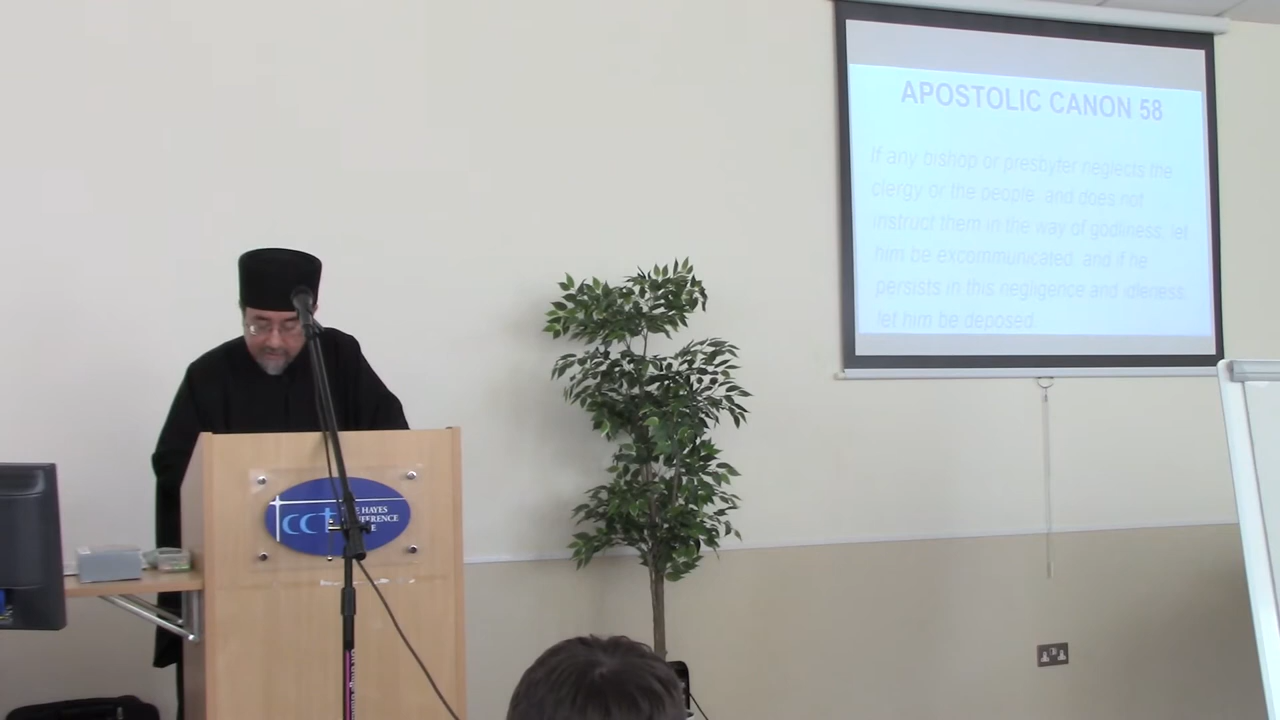 APOSTOLIC CANON 58
If any bishop or presbyter neglects the
clergy or the people, and does not
instruct them in the way of godliness, let
him be excommunicated, and if he
persists in this negligence and idleness,
let him be deposed.
cct
HAYES